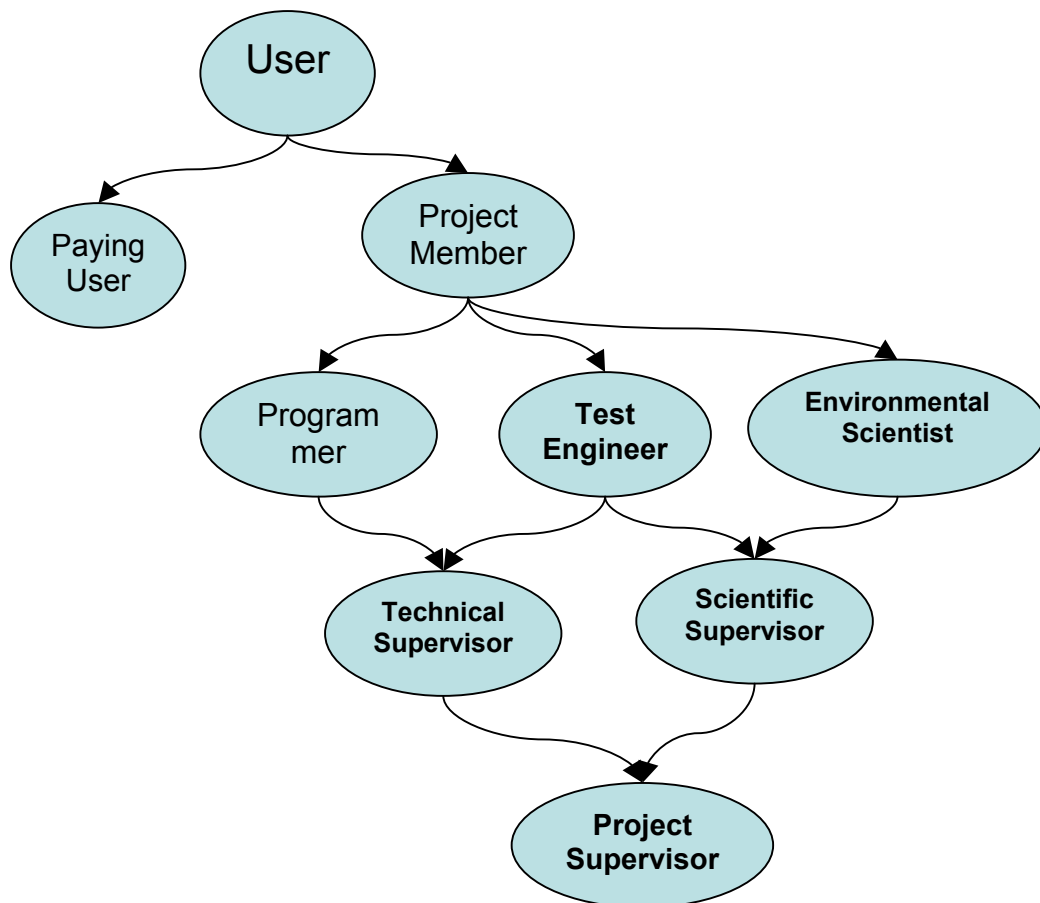 User
Paying
User
Project
Member
Program
mer
Test
Engineer
Environmental
Scientist
Technical
Supervisor
Scientific
Supervisor
Project
Supervisor